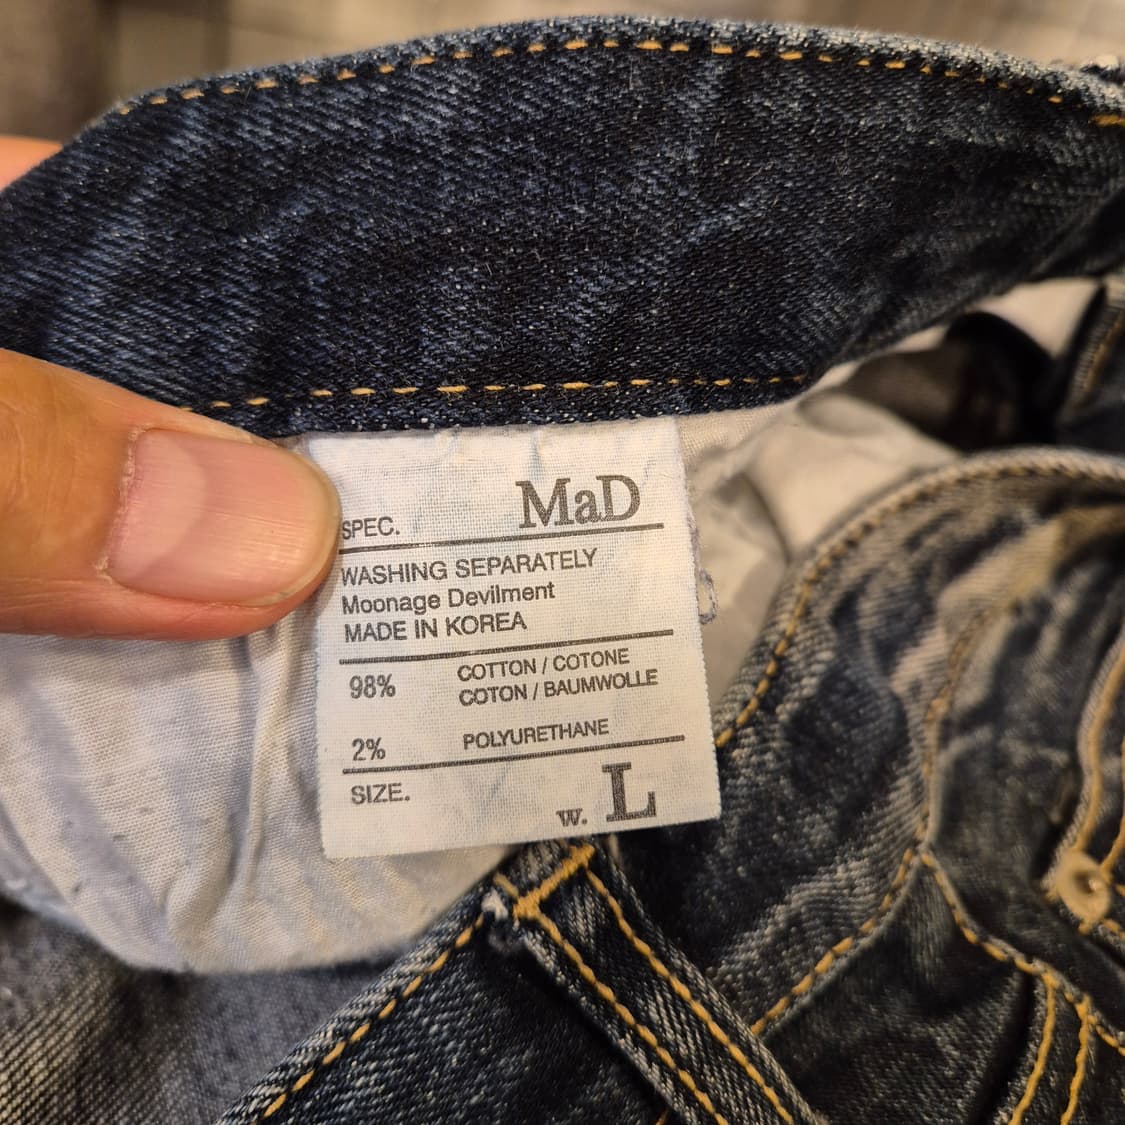 MaD
SPEC.
WASHING SEPARATELY
Moonage Devilment
MADE IN KOREA
98% COTTON / COTONE
COTON / BAUMWOLLE
2% POLYURETHANE
SIZE. W. L